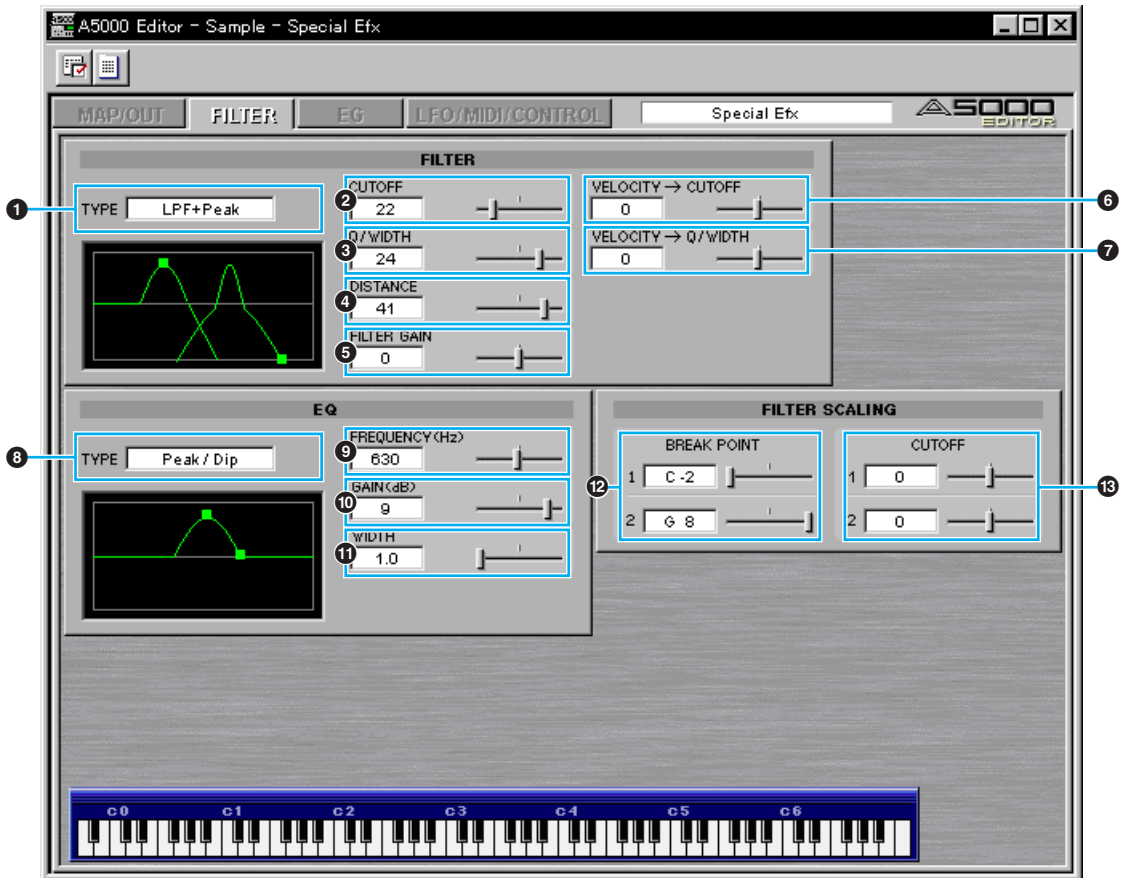 A5000 Editor - Sample - Special Efx
MAP/OUT FILTER EG LFO/MIDI/CONTROL Special Efx A5000 EDITOR
FILTER
1 TYPE LPF+Peak
2 CUTOFF 22
3 Q/WIDTH 24
4 DISTANCE 41
5 FILTER GAIN 0
VELOCITY → CUTOFF 0 6
VELOCITY → Q/WIDTH 0 7
EQ
8 TYPE Peak/Dip
9 FREQUENCY(Hz) 630
10 GAIN(dB) 9
11 WIDTH 1.0
FILTER SCALING
BREAK POINT CUTOFF
12 1 C -2 1 0 13
2 G 8 2 0
C0 C1 C2 C3 C4 C5 C6